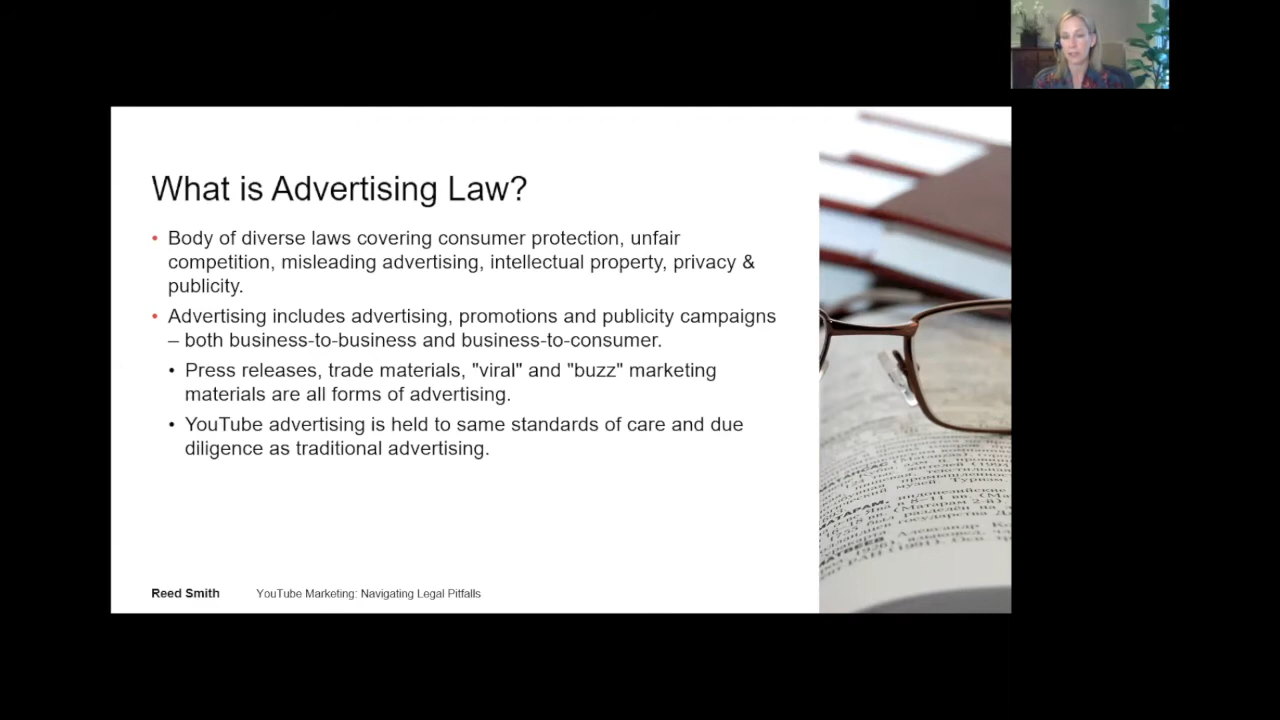 What is Advertising Law?
• Body of diverse laws covering consumer protection, unfair
competition, misleading advertising, intellectual property, privacy &
publicity.
• Advertising includes advertising, promotions and publicity campaigns
– both business-to-business and business-to-consumer.
• Press releases, trade materials, "viral" and "buzz" marketing
materials are all forms of advertising.
• YouTube advertising is held to same standards of care and due
diligence as traditional advertising.
Reed Smith YouTube Marketing: Navigating Legal Pitfalls
МАТАРАМ,